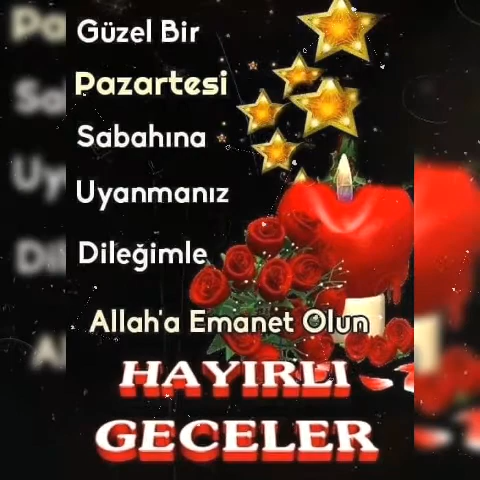 Güzel Bir
Pazartesi
Sabahına
Uyanmanız
Dileğimle
Allah'a Emanet Olun
HAYIRLI
GECELER